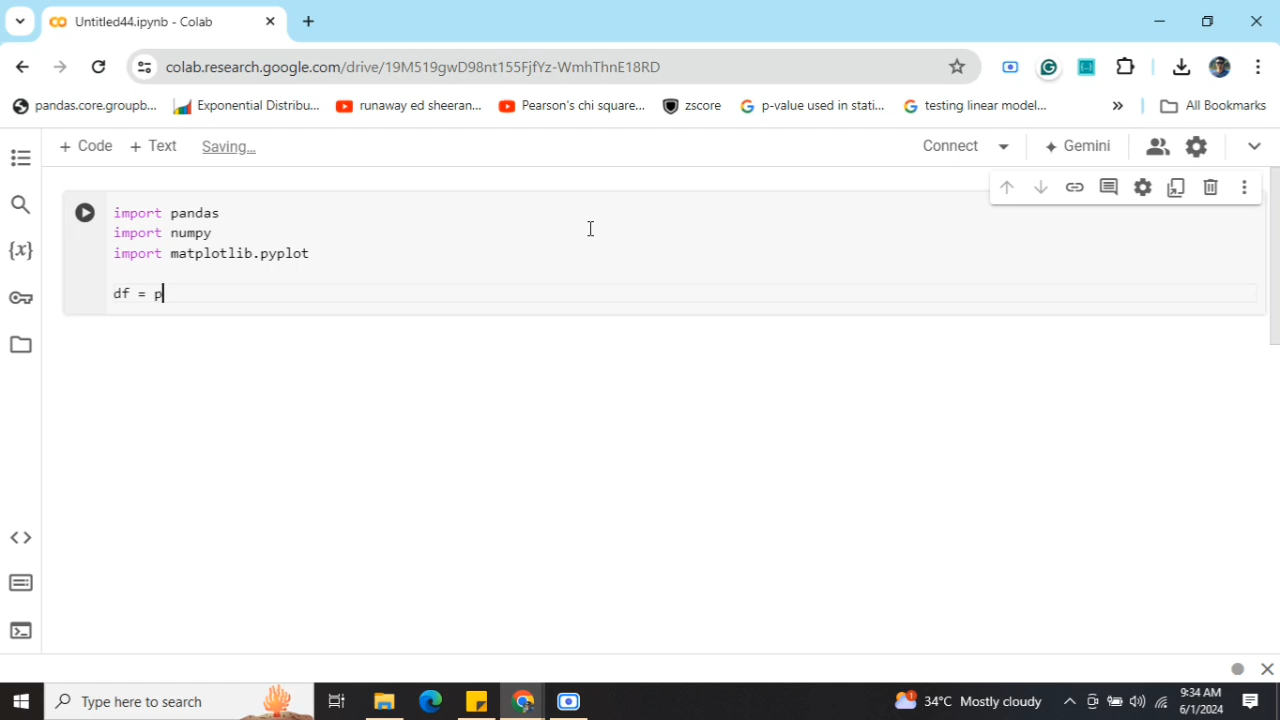 Untitled44.ipynb - Colab
colab.research.google.com/drive/19M519gwD98nt155FjfYz-WmhThnE18RD
pandas.core.groupb... Exponential Distribu... runaway ed sheeran... Pearson's chi square... zscore p-value used in stati... testing linear model... » All Bookmarks
+ Code + Text Saving... Connect Gemini
import pandas
import numpy
import matplotlib.pyplot
df = p
{x}
Type here to search
1 34°C Mostly cloudy
9:34 AM
6/1/2024